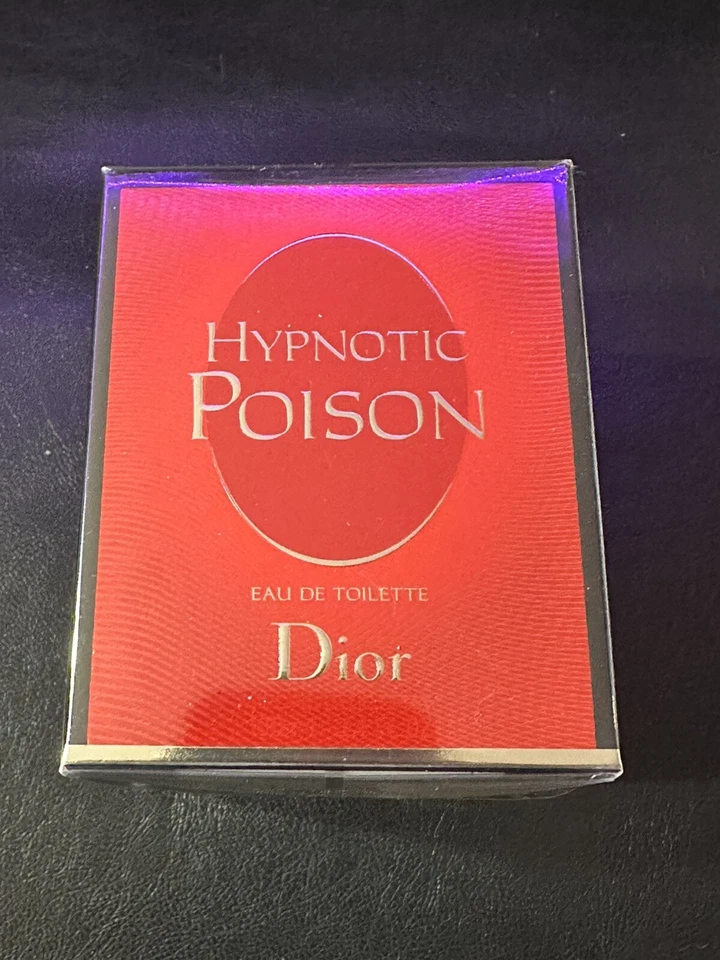 HYPNOTIC
POISON
EAU DE TOILETTE
Dior